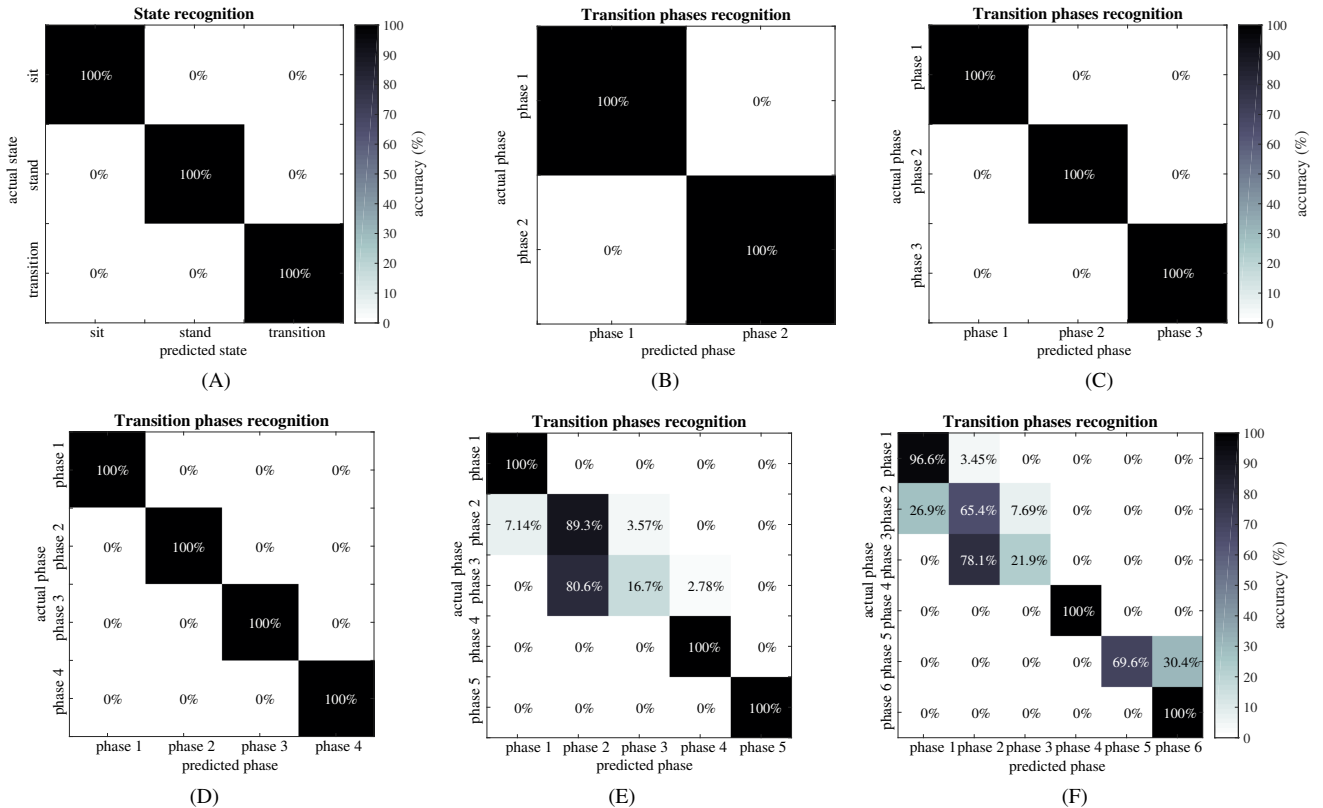 State recognition
sit
stand
transition
actual state
100% 0% 0%
0% 100% 0%
0% 0% 100%
sit stand transition
predicted state
100
90
80
70
60
50
40
30
20
10
0
accuracy (%)
(A)
Transition phases recognition
phase 1
phase 2
actual phase
100% 0%
0% 100%
phase 1 phase 2
predicted phase
(B)
Transition phases recognition
phase 1
phase 2
phase 3
actual phase
100% 0% 0%
0% 100% 0%
0% 0% 100%
phase 1 phase 2 phase 3
predicted phase
100
90
80
70
60
50
40
30
20
10
0
accuracy (%)
(C)
Transition phases recognition
phase 1
phase 2
phase 3
phase 4
actual phase
100% 0% 0% 0%
0% 100% 0% 0%
0% 0% 100% 0%
0% 0% 0% 100%
phase 1 phase 2 phase 3 phase 4
predicted phase
(D)
Transition phases recognition
phase 1
phase 2
phase 3
phase 4
phase 5
actual phase
100% 0% 0% 0% 0%
7.14% 89.3% 3.57% 0% 0%
0% 80.6% 16.7% 2.78% 0%
0% 0% 0% 100% 0%
0% 0% 0% 0% 100%
phase 1 phase 2 phase 3 phase 4 phase 5
predicted phase
(E)
Transition phases recognition
phase 1
phase 2
phase 3
phase 4
phase 5
phase 6
actual phase
96.6% 3.45% 0% 0% 0% 0%
26.9% 65.4% 7.69% 0% 0% 0%
0% 78.1% 21.9% 0% 0% 0%
0% 0% 0% 100% 0% 0%
0% 0% 0% 0% 69.6% 30.4%
0% 0% 0% 0% 0% 100%
phase 1 phase 2 phase 3 phase 4 phase 5 phase 6
predicted phase
100
90
80
70
60
50
40
30
20
10
0
accuracy (%)
(F)